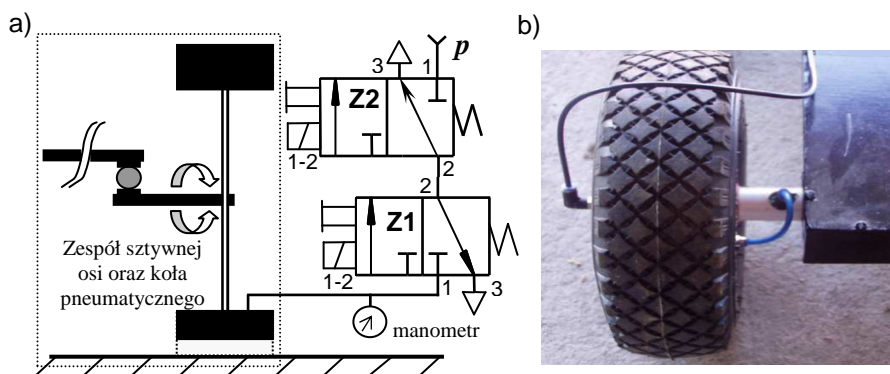 a)
b)
p
3
1
Z2
1-2
2
2
Z1
1-2
1
3
Zespół sztywnej
osi oraz koła
pneumatycznego
manometr